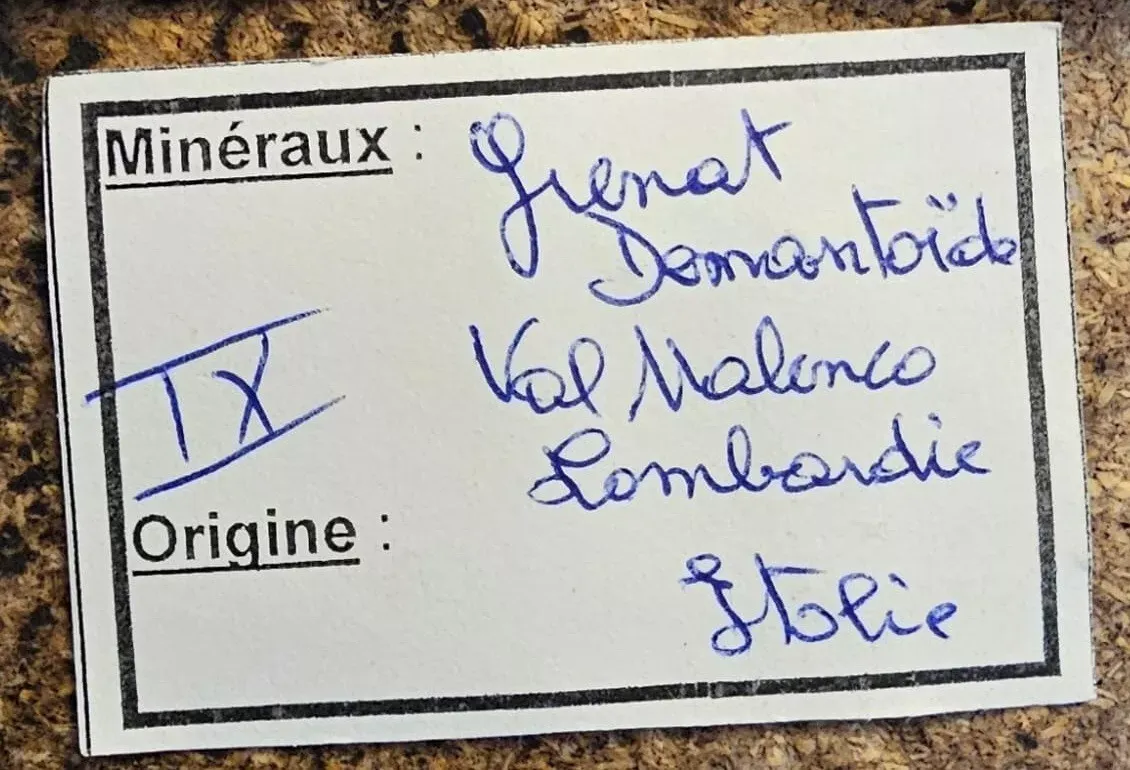 Minéraux : Grenat
Demantoïde
IX
Val Malenco
Lombardie
Origine :
Italie